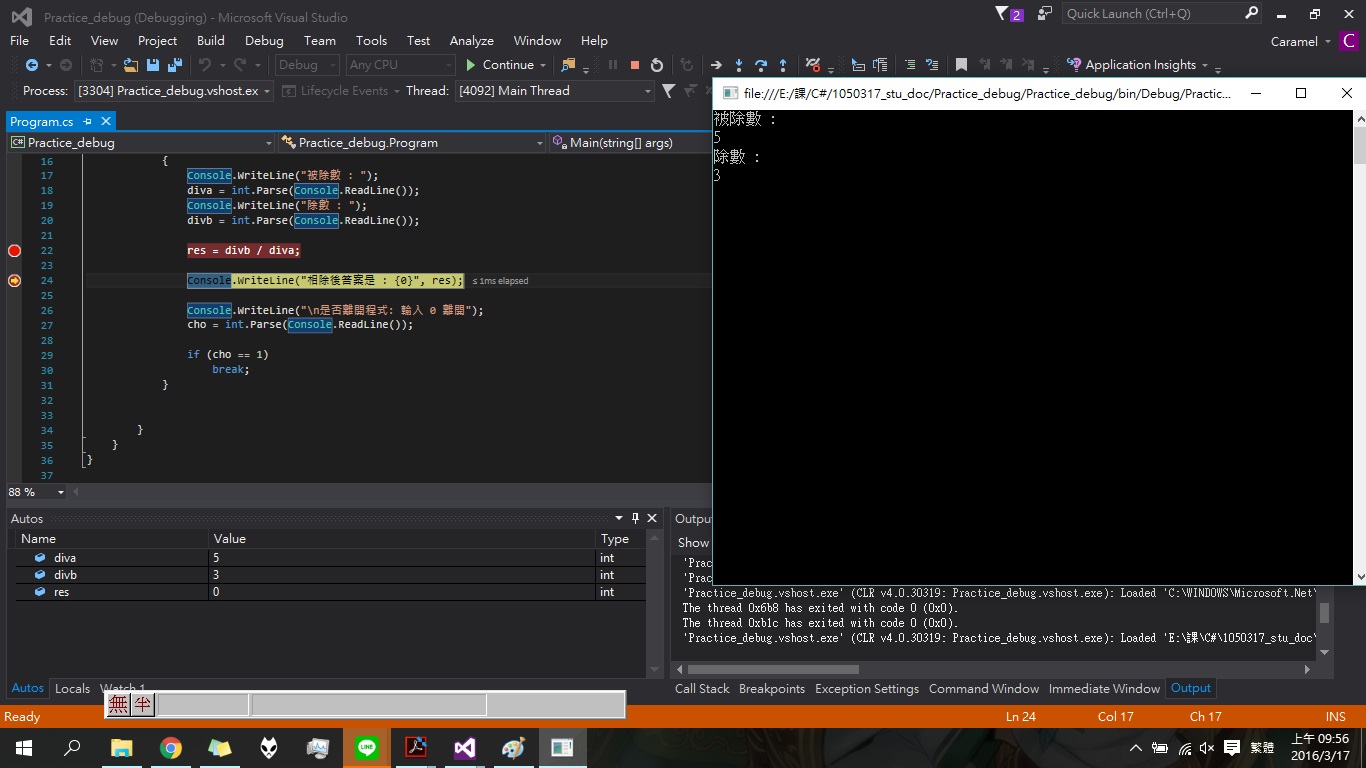 Practice_debug (Debugging) - Microsoft Visual Studio
2
Quick Launch (Ctrl+Q)
File Edit View Project Build Debug Team Tools Test Analyze Window Help
Caramel C
Debug Any CPU Continue Application Insights
Process: [3304] Practice_debug.vshost.ex Lifecycle Events Thread: [4092] Main Thread
Program.cs
C# Practice_debug Practice_debug.Program Main(string[] args)
16 {
17 Console.WriteLine("被除數 : ");
18 diva = int.Parse(Console.ReadLine());
19 Console.WriteLine("除數 : ");
20 divb = int.Parse(Console.ReadLine());
21
22 res = divb / diva;
23
24 Console.WriteLine("相除後答案是 : {0}", res); ≤ 1ms elapsed
25
26 Console.WriteLine("\n是否離開程式: 輸入 0 離開");
27 cho = int.Parse(Console.ReadLine());
28
29 if (cho == 1)
30 break;
31 }
32
33
34 }
35 }
36 }
37
88 %
file:///E:/課/C#/1050317_stu_doc/Practice_debug/Practice_debug/bin/Debug/Practic...
被除數 :
5
除數 :
3
Autos
Name Value Type
diva 5 int
divb 3 int
res 0 int
Autos Locals Watch 1
Output
Show
'Prac
'Prac
'Practice_debug.vshost.exe' (CLR v4.0.30319: Practice_debug.vshost.exe): Loaded 'C:\WINDOWS\Microsoft.Net\
The thread 0x6b8 has exited with code 0 (0x0).
The thread 0xb1c has exited with code 0 (0x0).
'Practice_debug.vshost.exe' (CLR v4.0.30319: Practice_debug.vshost.exe): Loaded 'E:\課\C#\1050317_stu_doc\
Call Stack Breakpoints Exception Settings Command Window Immediate Window Output
無 半
Ready Ln 24 Col 17 Ch 17 INS
LINE
繁體
上午 09:56
2016/3/17